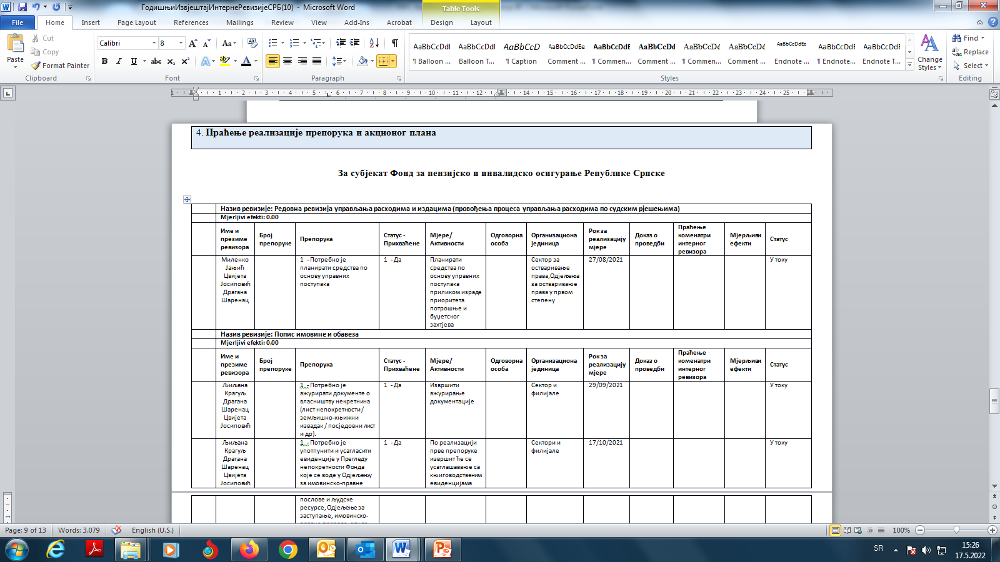 ГодишњиИзвјештајИнтернеРевизијеСРБ(10) - Microsoft Word
Table Tools
File Home Insert Page Layout References Mailings Review View Add-Ins Acrobat Design Layout
Paste
Cut
Copy
Format Painter
Clipboard
Calibri 8
Font
Paragraph
AaBbCcDdI AaBbCcDdI AaBbCcD AaBbCcDdEe AaBbCcDdE AaBbCcDd AaBbCcDd AaBbCcDd AaBbCcDdEe AaBbCcDdE AaBbCcDdE
¶ Balloon ... Balloon T... ¶ Caption Comment ... ¶ Commen... Comment ... ¶ Commen... Comment ... Endnote ... ¶ Endnote... Endnote T...
Change Styles
Styles
Find
Replace
Select
Editing
4. Праћење реализације препорука и акционог плана
За субјекат Фонд за пензијско и инвалидско осигурање Републике Српске
Назив ревизије: Редовна ревизија управљања расходима и издацима (провођења процеса управљања расходима по судским рјешењима)
Mjerljivi efekti: 0.00
Име и презиме ревизора
Број препоруке
Препорука
Статус - Прихваћене
Мјере/ Активности
Одговорна особа
Организациона јединица
Рок за реализацију мјере
Доказ о проведби
Праћење коменатри интерног ревизора
Мјерљиви ефекти
Статус
Миленко
Јањић
Цвијета
Јосиповић
Драгана
Шаренац
1 - Потребно је
планирати средства по
основу управних
поступака
1 - Да
Планирати
средства по
основу управних
поступака
приликом израде
приоритета
потрошње и
буџетског
захтјева
Сектор за
остваривање
права,Одјељења
за остваривање
права у првом
степену
27/08/2021
У току
Назив ревизије: Попис имовине и обавеза
Mjerljivi efekti: 0.00
Име и презиме ревизора
Број препоруке
Препорука
Статус - Прихваћене
Мјере/ Активности
Одговорна особа
Организациона јединица
Рок за реализацију мјере
Доказ о проведби
Праћење коменатри интерног ревизора
Мјерљиви ефекти
Статус
Љиљана
Крагуљ
Драгана
Шаренац
Цвијета
Јосиповић
1 - Потребно је
ажурирати документе о
власништву некретнина
(лист непокретности /
земљишно-књижни
извадак / посједовни лист
и др).
1 - Да
Извршити
ажурирање
документације
Сектор и
филијале
29/09/2021
У току
Љиљана
Крагуљ
Драгана
Шаренац
Цвијета
Јосиповић
1 - Потребно је
употпунити и усагласити
евиденције у Прегледу
непокретности Фонда
које се воде у Одјељењу
за имовинско-правне
1 - Да
По реализацији
прве препоруке
извршит ће се
усаглашавање са
књиговодственим
евиденцијама
Сектори и
филијале
17/10/2021
У току
послове и људске
ресурсе, Одјељење за
заступање, имовинско-
Page: 9 of 13 Words: 3.079 English (U.S.) 100%
SR 15:26
17.5.2022